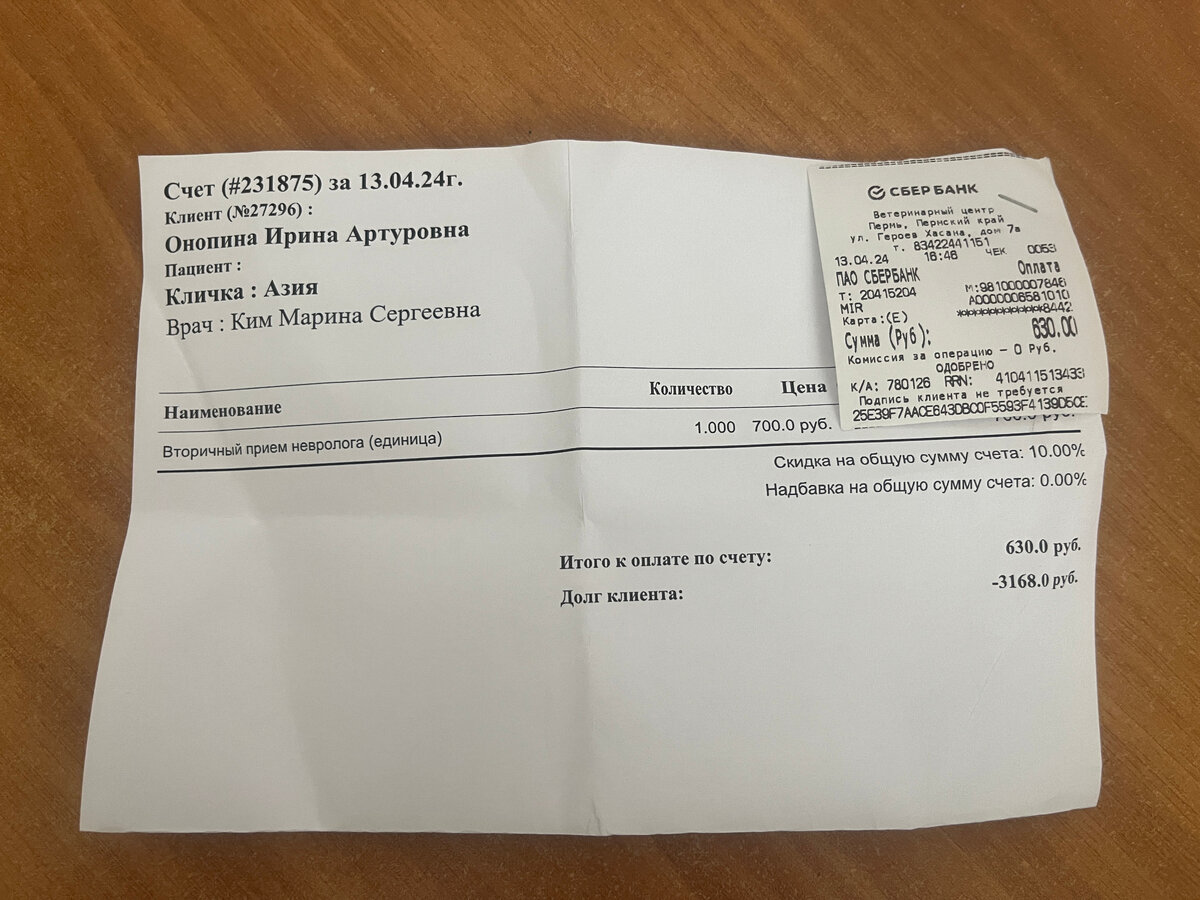 Счет (#231875) за 13.04.24г.
Клиент (№27296) :
Онопина Ирина Артуровна
Пациент :
Кличка : Азия
Врач : Ким Марина Сергеевна
Наименование Количество Цена
Вторичный прием невролога (единица) 1.000 700.0 руб.
Скидка на общую сумму счета: 10.00%
Надбавка на общую сумму счета: 0.00%
Итого к оплате по счету: 630.0 руб.
Долг клиента: -3168.0 руб.
СБЕРБАНК
Ветеринарный центр
Пермь, Пермский край
ул. Героев Хасана, дом 7а
т. 83422441151
13.04.24 16:46 ЧЕК 0053
ПАО СБЕРБАНК Оплата
Т: 20415204 М:981000007846
MIR A0000006581010
Карта:(E) ************8442
Сумма (Руб): 630.00
Комиссия за операцию – 0 Руб.
ОДОБРЕНО
К/А: 780126 RRN: 410411513433
Подпись клиента не требуется
25E39F7AACE643DBC0F5593F4139D5CE